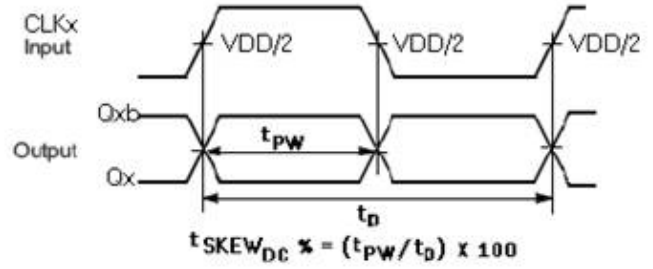 CLKx
Input
VDD/2 VDD/2 VDD/2
Qxb
Output
tPW
Qx
tD
tSKEWDC % = (tPW/tD) X 100